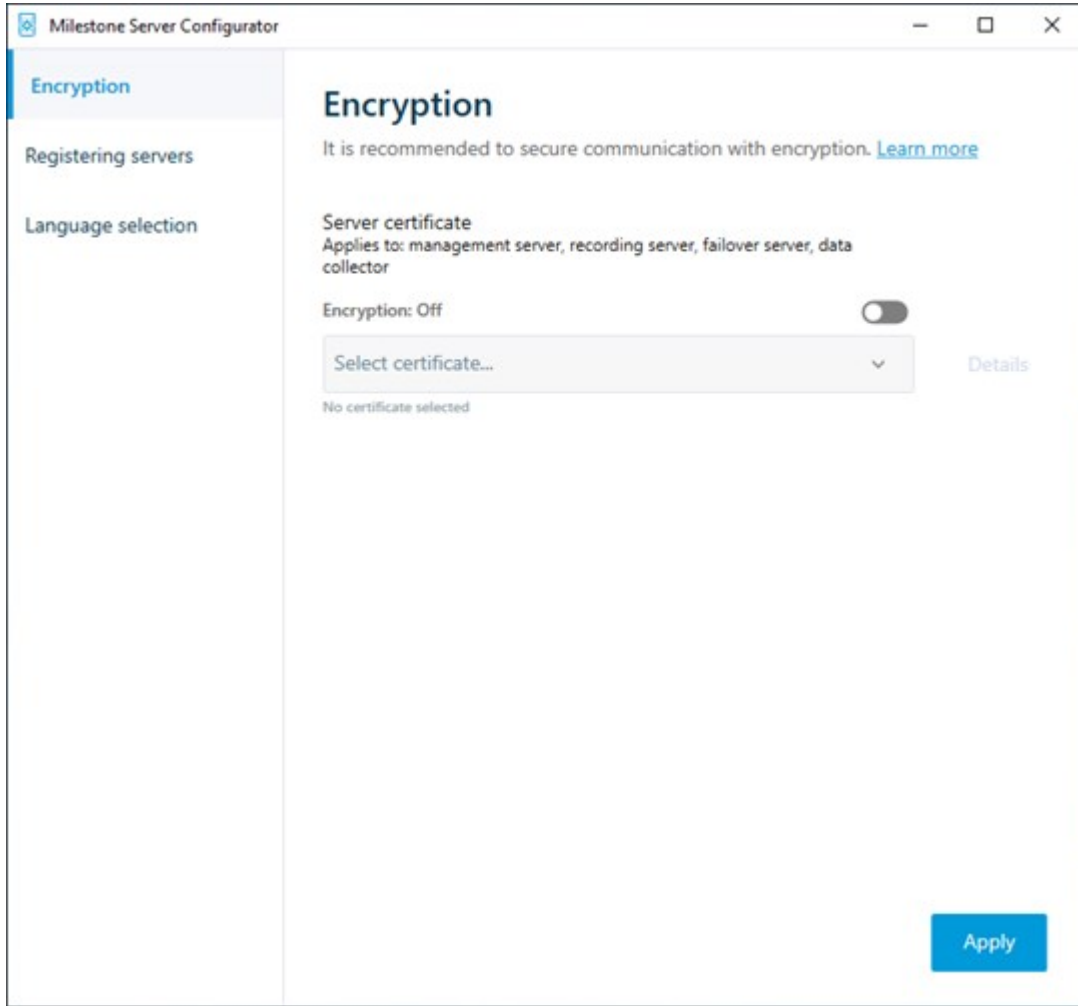 Milestone Server Configurator
Encryption
Registering servers
Language selection
Encryption
It is recommended to secure communication with encryption. Learn more
Server certificate
Applies to: management server, recording server, failover server, data
collector
Encryption: Off
Select certificate...
Details
No certificate selected
Apply